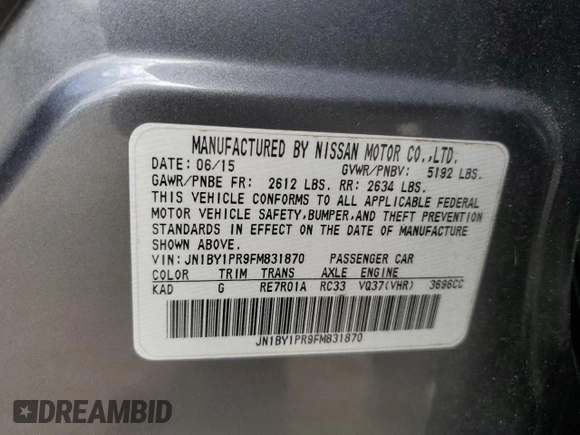 MANUFACTURED BY NISSAN MOTOR CO.,LTD.
DATE: 06/15 GVWR/PNBV: 5192 LBS.
GAWR/PNBE FR: 2612 LBS. RR: 2634 LBS.
THIS VEHICLE CONFORMS TO ALL APPLICABLE FEDERAL
MOTOR VEHICLE SAFETY,BUMPER,AND THEFT PREVENTION
STANDARDS IN EFFECT ON THE DATE OF MANUFACTURE
SHOWN ABOVE.
VIN:JN1BY1PR9FM831870 PASSENGER CAR
COLOR TRIM TRANS AXLE ENGINE
KAD G RE7R01A RC33 VQ37(VHR) 3696CC
JN1BY1PR9FM831870
DREAMBID